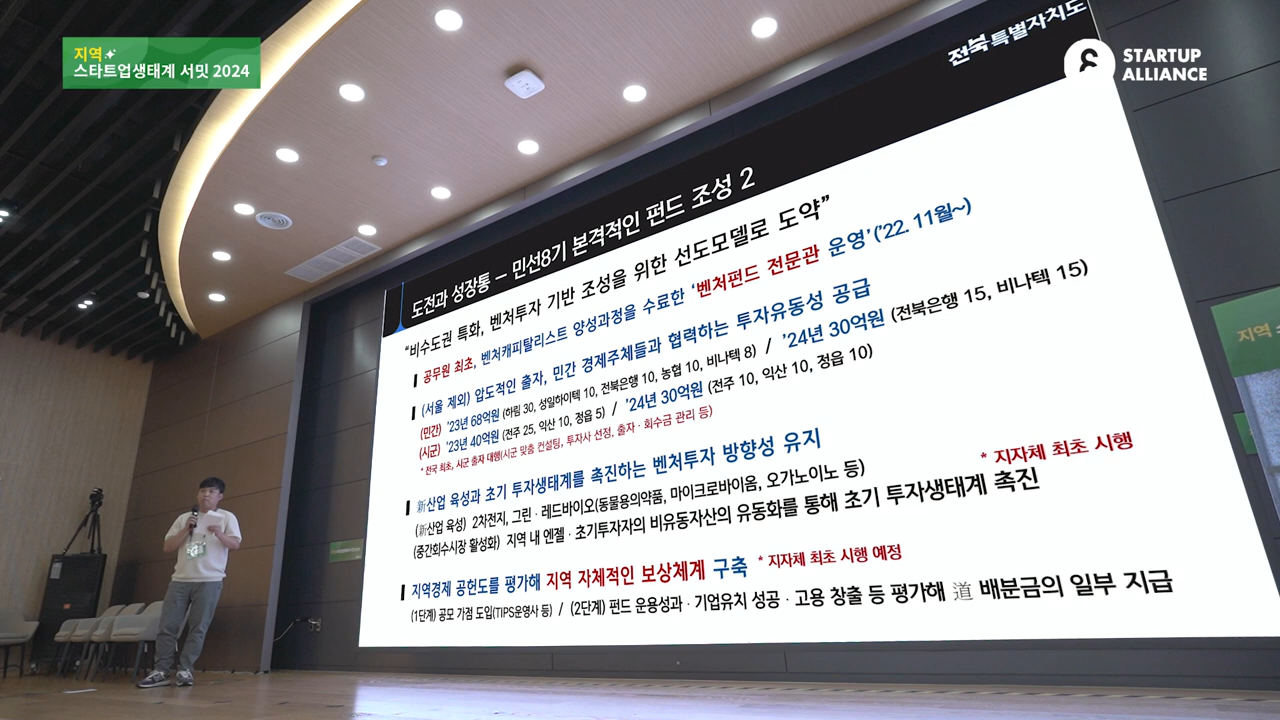 지역
스타트업생태계 서밋 2024
STARTUP
ALLIANCE
전북특별자치도
도전과 성장통 – 민선8기 본격적인 펀드 조성 2
“비수도권 특화, 벤처투자 기반 조성을 위한 선도모델로 도약”
공무원 최초, 벤처캐피탈리스트 양성과정을 수료한 ‘벤처펀드 전문관 운영’(’22. 11월~)
(서울 제외) 압도적인 출자, 민간 경제주체들과 협력하는 투자유동성 공급
(민간) ’23년 68억원 (하림 30, 성일하이텍 10, 전북은행 10, 농협 10, 비나텍 8) / ’24년 30억원 (전북은행 15, 비나텍 15)
(시군) ’23년 40억원 (전주 25, 익산 10, 정읍 5) / ’24년 30억원 (전주 10, 익산 10, 정읍 10)
* 전국 최초, 시군 출자 대행(시군 맞춤 컨설팅, 투자사 선정, 출자·회수금 관리 등)
新산업 육성과 초기 투자생태계를 촉진하는 벤처투자 방향성 유지
(新산업 육성) 2차전지, 그린·레드바이오(동물용의약품, 마이크로바이옴, 오가노이노 등)
* 지자체 최초 시행
(중간회수시장 활성화) 지역 내 엔젤·초기투자자의 비유동자산의 유동화를 통해 초기 투자생태계 촉진
지역경제 공헌도를 평가해 지역 자체적인 보상체계 구축 * 지자체 최초 시행 예정
(1단계) 공모 가점 도입(TIPS운영사 등) / (2단계) 펀드 운용성과·기업유치 성공·고용 창출 등 평가해 道 배분금의 일부 지급
지역